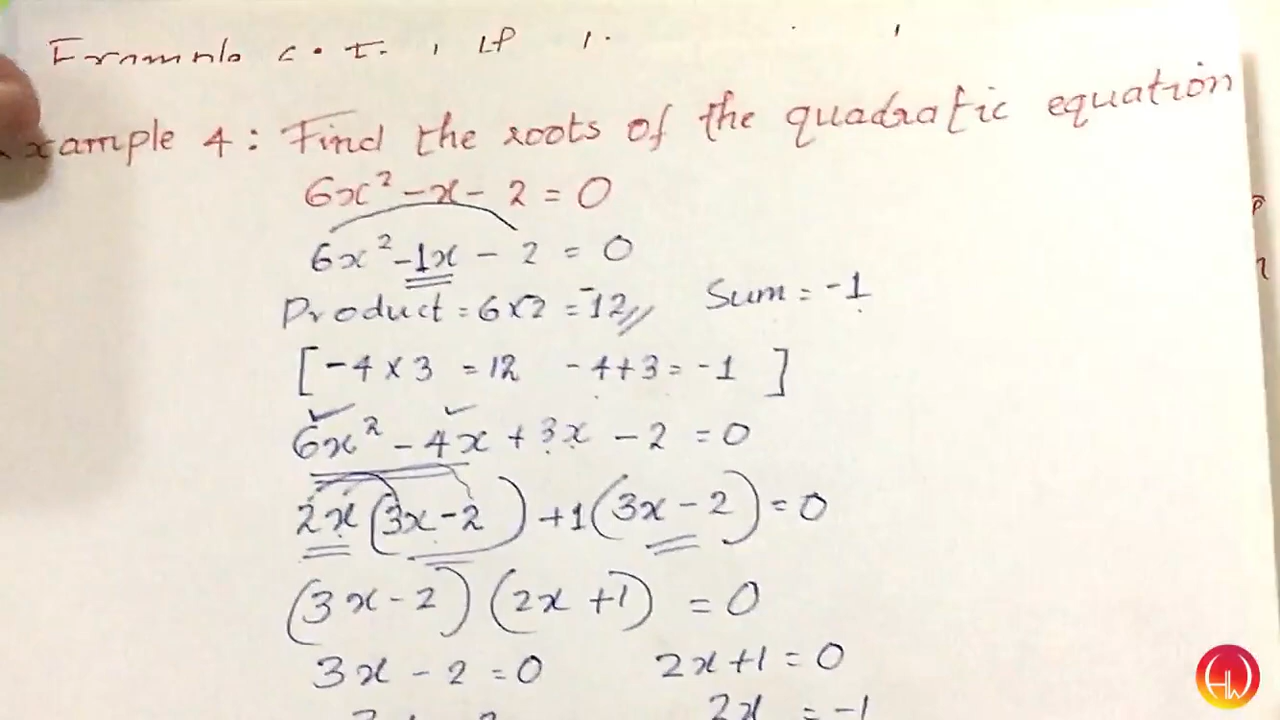 xample 4: Find the roots of the quadratic equation
6x² - x - 2 = 0
6x² - 1x - 2 = 0
Product = 6×-2 = -12 Sum = -1
[ -4 × 3 = 12 -4+3 = -1 ]
6x² - 4x + 3x - 2 = 0
2x(3x-2) + 1(3x-2) = 0
(3x-2) (2x+1) = 0
3x - 2 = 0 2x+1 = 0
2x = -1